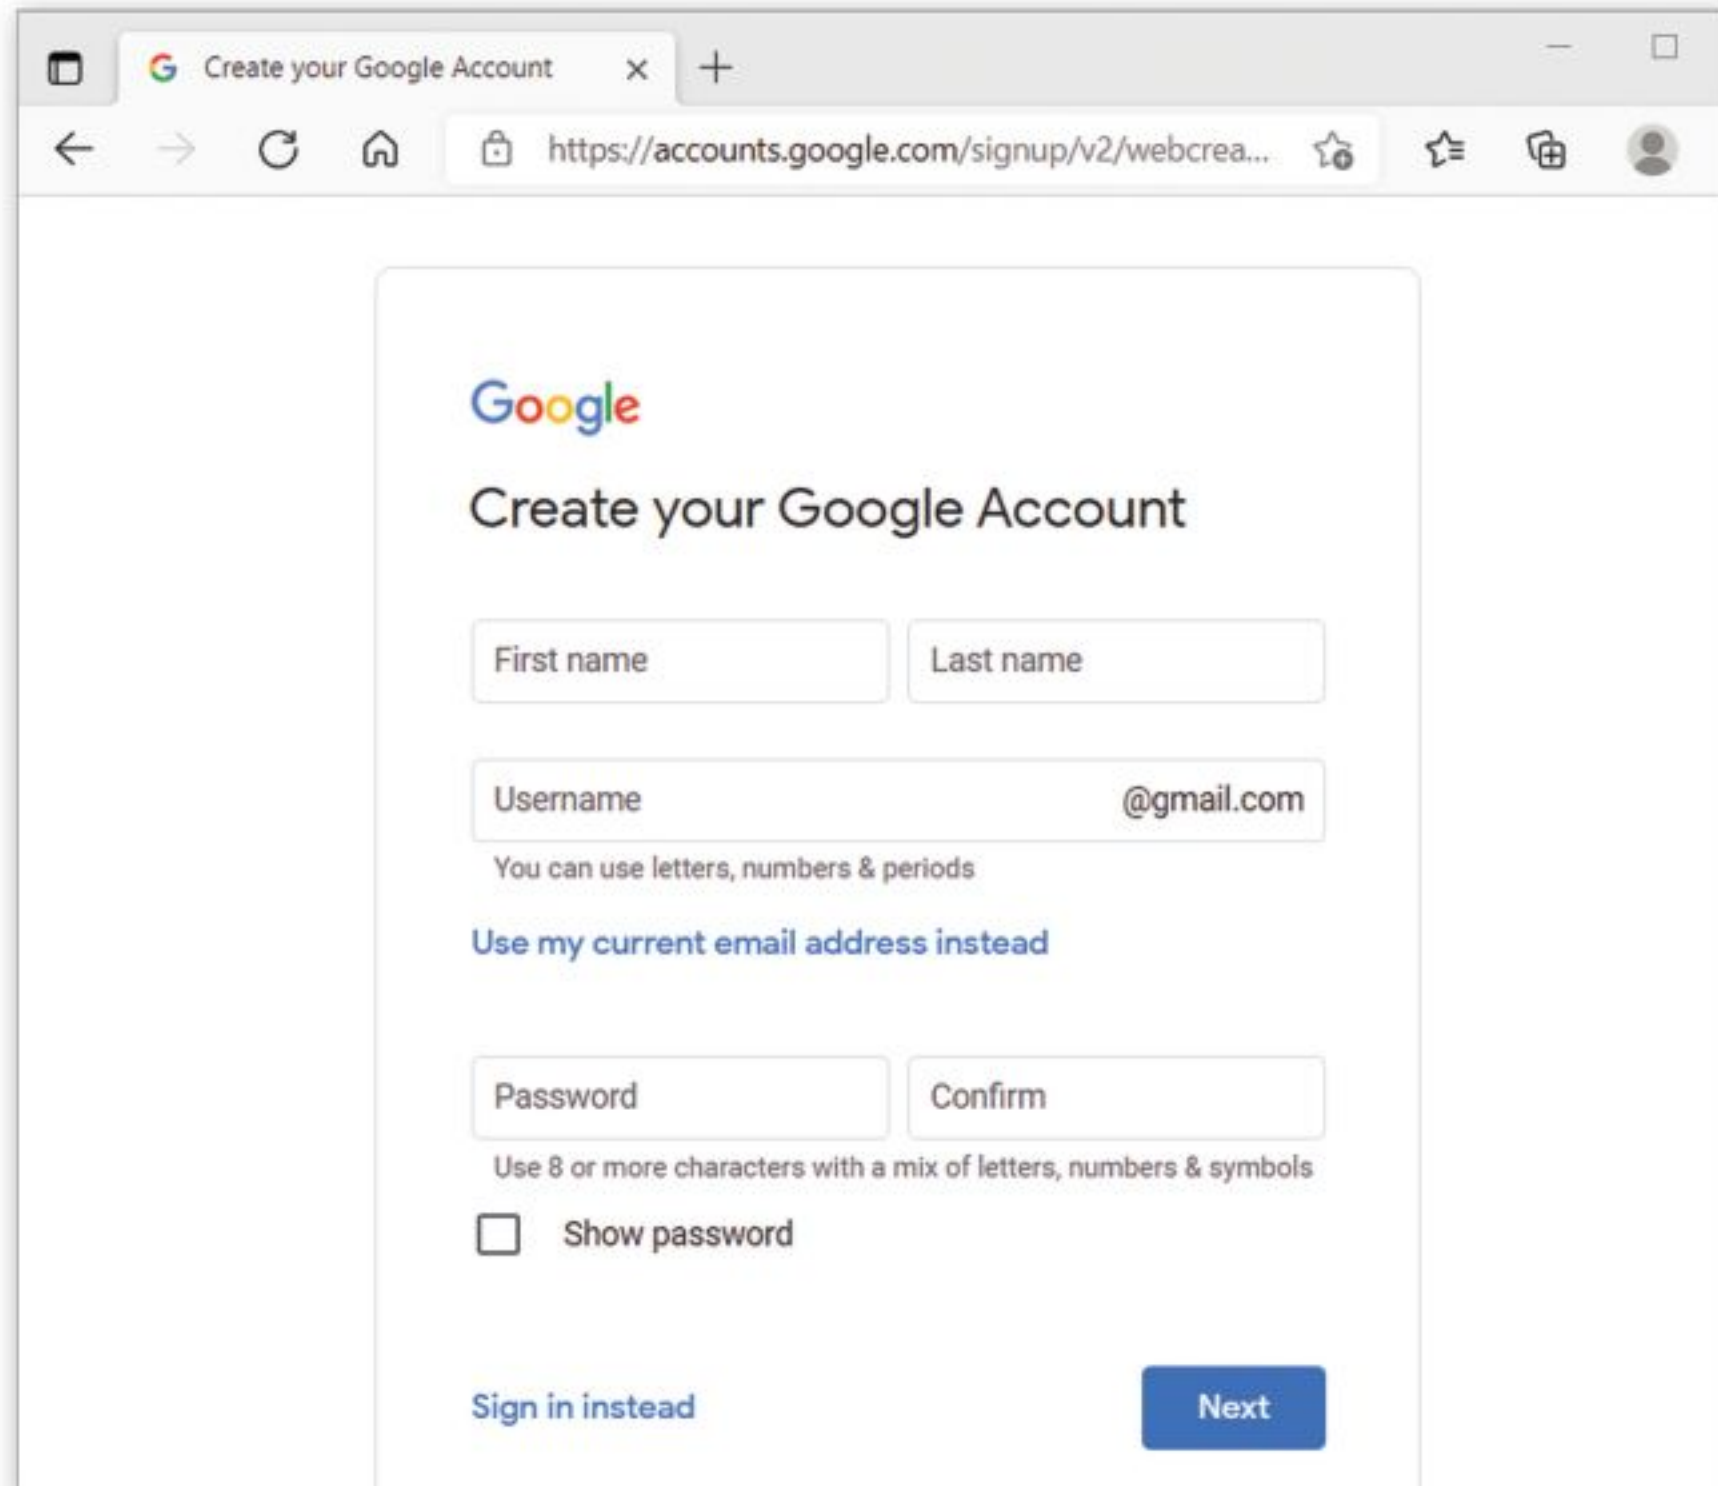 Create your Google Account
https://accounts.google.com/signup/v2/webcrea...
Google
Create your Google Account
First name Last name
Username @gmail.com
You can use letters, numbers & periods
Use my current email address instead
Password Confirm
Use 8 or more characters with a mix of letters, numbers & symbols
Show password
Sign in instead Next